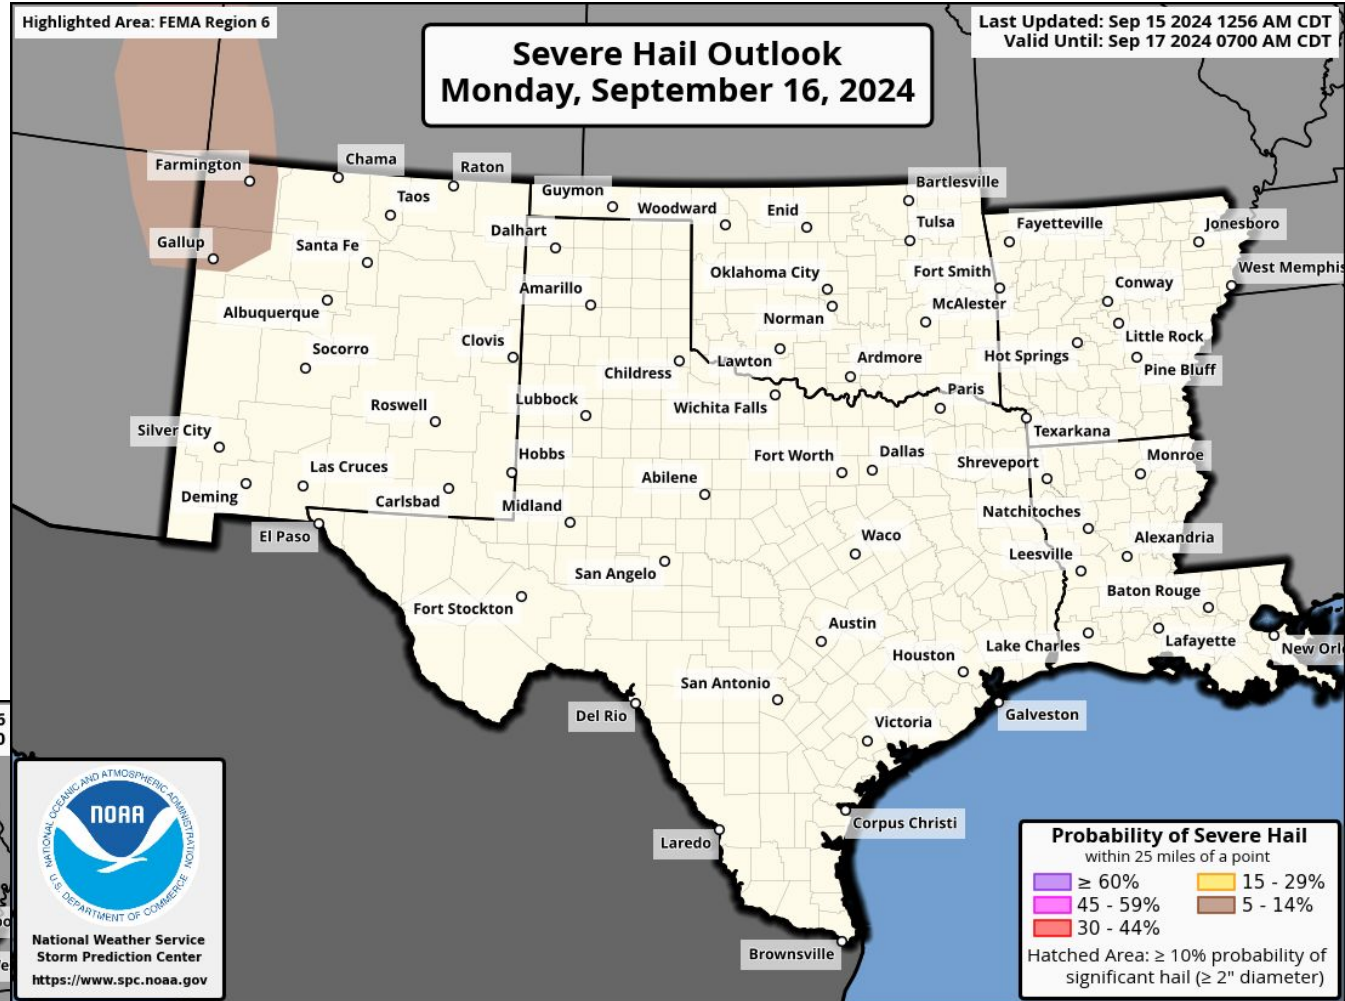 Highlighted Area: FEMA Region 6
Last Updated: Sep 15 2024 1256 AM CDT
Valid Until: Sep 17 2024 0700 AM CDT
Severe Hail Outlook
Monday, September 16, 2024
Farmington
Chama
Raton
Taos
Guymon
Woodward
Enid
Bartlesville
Tulsa
Fayetteville
Jonesboro
Gallup
Santa Fe
Dalhart
Oklahoma City
Fort Smith
West Memphis
Albuquerque
Amarillo
Norman
McAlester
Conway
Little Rock
Socorro
Clovis
Childress
Lawton
Ardmore
Hot Springs
Pine Bluff
Roswell
Lubbock
Wichita Falls
Paris
Texarkana
Silver City
Las Cruces
Hobbs
Abilene
Fort Worth
Dallas
Shreveport
Monroe
Deming
Carlsbad
Midland
Natchitoches
El Paso
San Angelo
Waco
Leesville
Alexandria
Fort Stockton
Austin
Baton Rouge
Houston
Lake Charles
Lafayette
New Orl
San Antonio
Del Rio
Victoria
Galveston
Laredo
Corpus Christi
Brownsville
NATIONAL OCEANIC AND ATMOSPHERIC ADMINISTRATION
NOAA
U.S. DEPARTMENT OF COMMERCE
National Weather Service
Storm Prediction Center
https://www.spc.noaa.gov
Probability of Severe Hail
within 25 miles of a point
≥ 60% 15 - 29%
45 - 59% 5 - 14%
30 - 44%
Hatched Area: ≥ 10% probability of
significant hail (≥ 2" diameter)